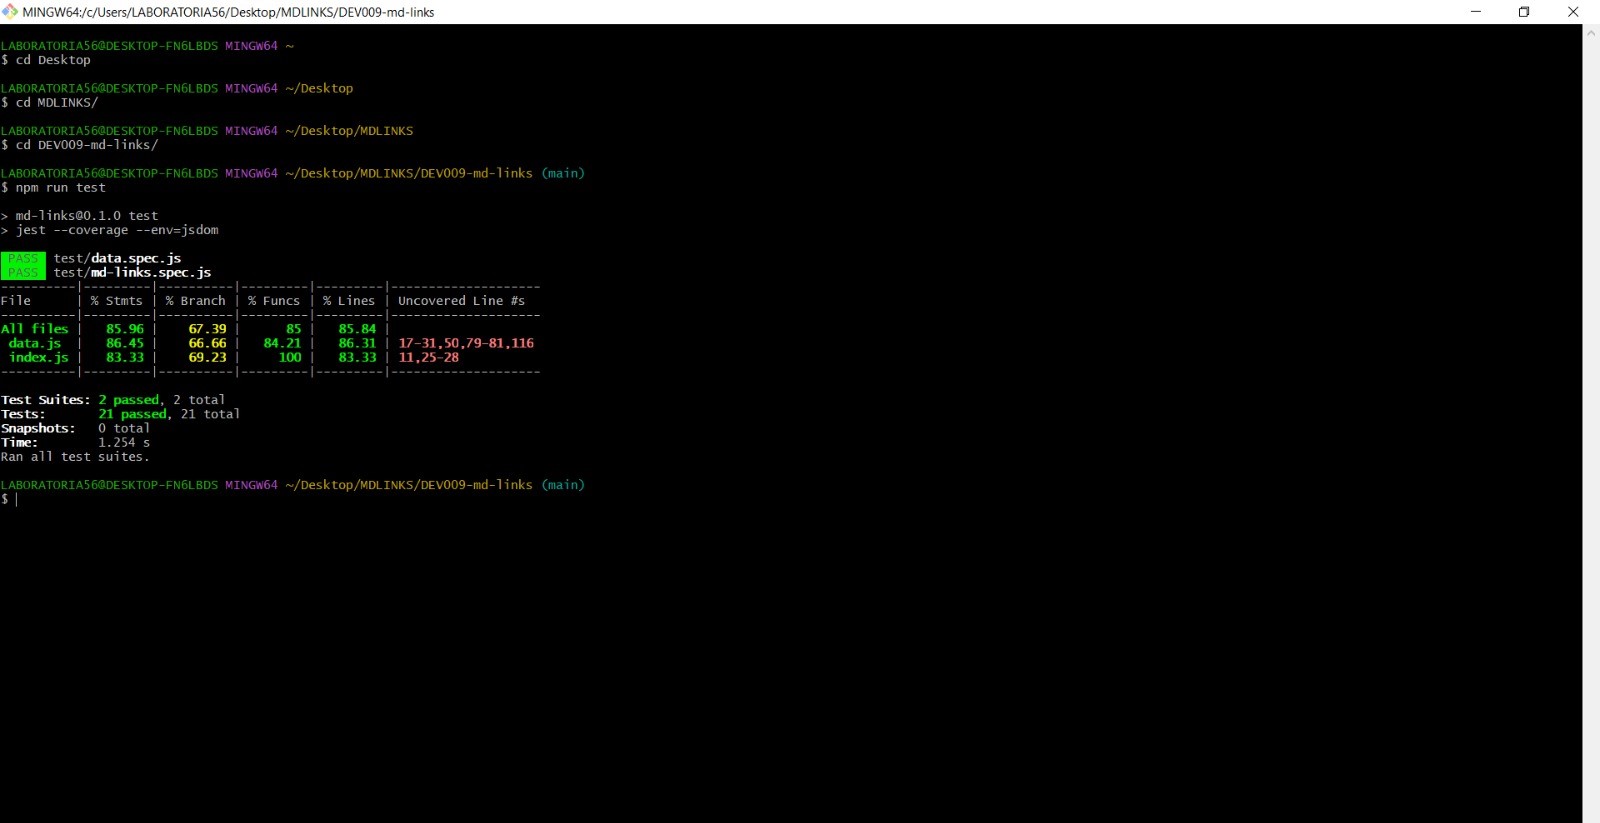 MINGW64:/c/Users/LABORATORIA56/Desktop/MDLINKS/DEV009-md-links
LABORATORIA56@DESKTOP-FN6LBDS MINGW64 ~
$ cd Desktop
LABORATORIA56@DESKTOP-FN6LBDS MINGW64 ~/Desktop
$ cd MDLINKS/
LABORATORIA56@DESKTOP-FN6LBDS MINGW64 ~/Desktop/MDLINKS
$ cd DEV009-md-links/
LABORATORIA56@DESKTOP-FN6LBDS MINGW64 ~/Desktop/MDLINKS/DEV009-md-links (main)
$ npm run test
> md-links@0.1.0 test
> jest --coverage --env=jsdom
PASS test/data.spec.js
PASS test/md-links.spec.js
----------|---------|----------|---------|---------|--------------------
File      | % Stmts | % Branch | % Funcs | % Lines | Uncovered Line #s
----------|---------|----------|---------|---------|--------------------
All files |   85.96 |    67.39 |      85 |   85.84 |
 data.js  |   86.45 |    66.66 |   84.21 |   86.31 | 17-31,50,79-81,116
 index.js |   83.33 |    69.23 |     100 |   83.33 | 11,25-28
----------|---------|----------|---------|---------|--------------------
Test Suites: 2 passed, 2 total
Tests:       21 passed, 21 total
Snapshots:   0 total
Time:        1.254 s
Ran all test suites.
LABORATORIA56@DESKTOP-FN6LBDS MINGW64 ~/Desktop/MDLINKS/DEV009-md-links (main)
$